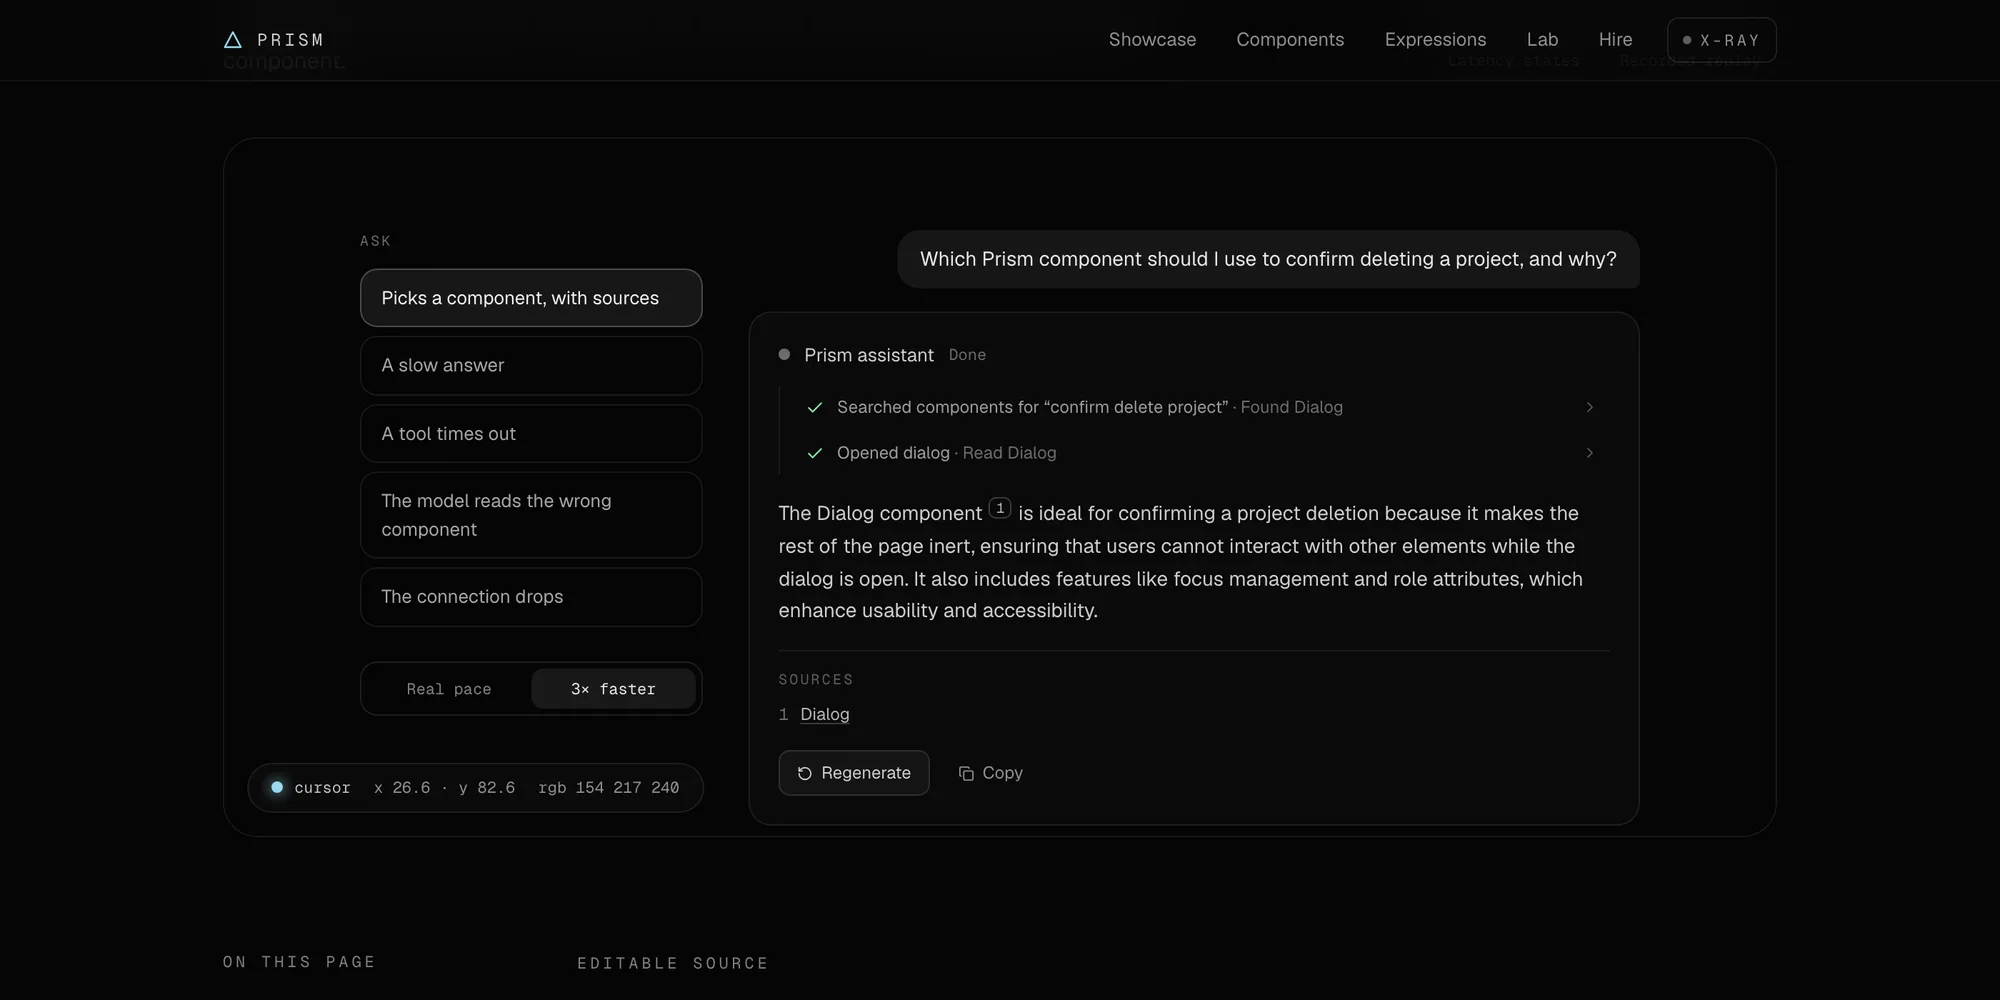 PRISM
Showcase
Components
Expressions
Lab
Hire
X-RAY
component.
Latency states
Recorded replay
ASK
Picks a component, with sources
A slow answer
A tool times out
The model reads the wrong
component
The connection drops
Real pace
3× faster
cursor x 26.6 · y 82.6 rgb 154 217 240
Which Prism component should I use to confirm deleting a project, and why?
Prism assistant Done
Searched components for “confirm delete project” · Found Dialog
Opened dialog · Read Dialog
The Dialog component 1 is ideal for confirming a project deletion because it makes the
rest of the page inert, ensuring that users cannot interact with other elements while the
dialog is open. It also includes features like focus management and role attributes, which
enhance usability and accessibility.
SOURCES
1 Dialog
Regenerate
Copy
ON THIS PAGE
EDITABLE SOURCE